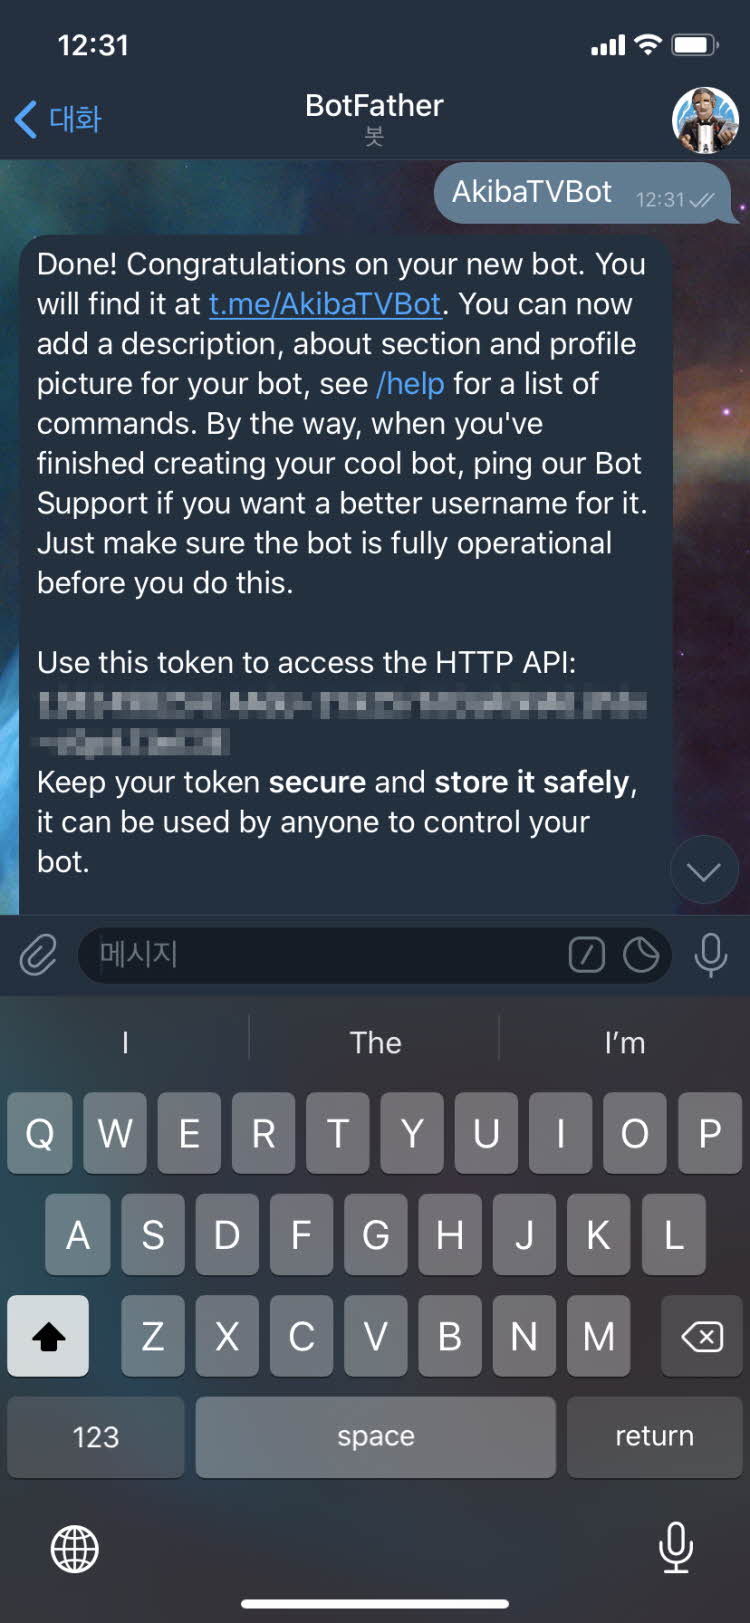 12:31
대화
BotFather
봇
AkibaTVBot 12:31
Done! Congratulations on your new bot. You
will find it at t.me/AkibaTVBot. You can now
add a description, about section and profile
picture for your bot, see /help for a list of
commands. By the way, when you've
finished creating your cool bot, ping our Bot
Support if you want a better username for it.
Just make sure the bot is fully operational
before you do this.
Use this token to access the HTTP API:
Keep your token secure and store it safely,
it can be used by anyone to control your
bot.
메시지
I The I'm
Q W E R T Y U I O P
A S D F G H J K L
Z X C V B N M
123 space return